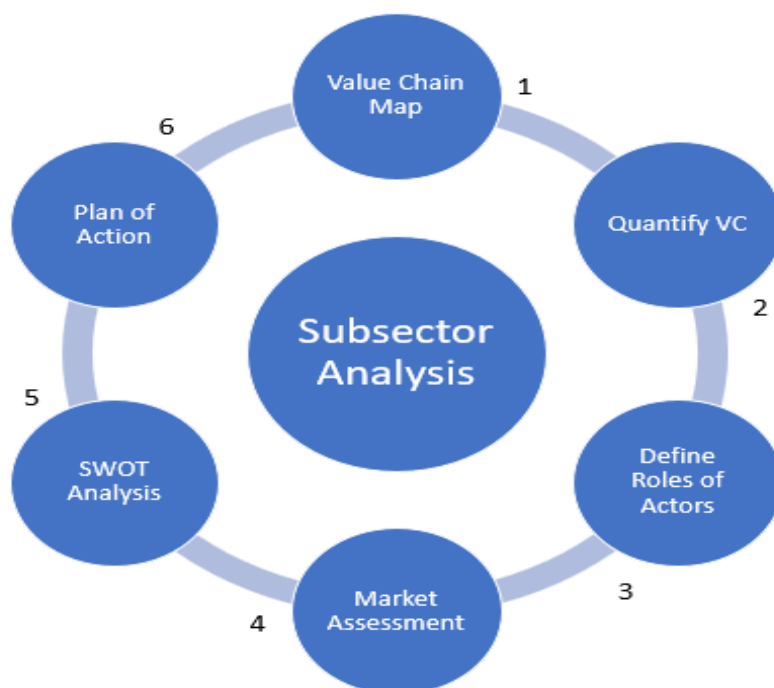 Value Chain
Map
1
Quantify VC
2
Define
Roles of
Actors
3
Market
Assessment
4
SWOT
Analysis
5
Plan of
Action
6
Subsector
Analysis